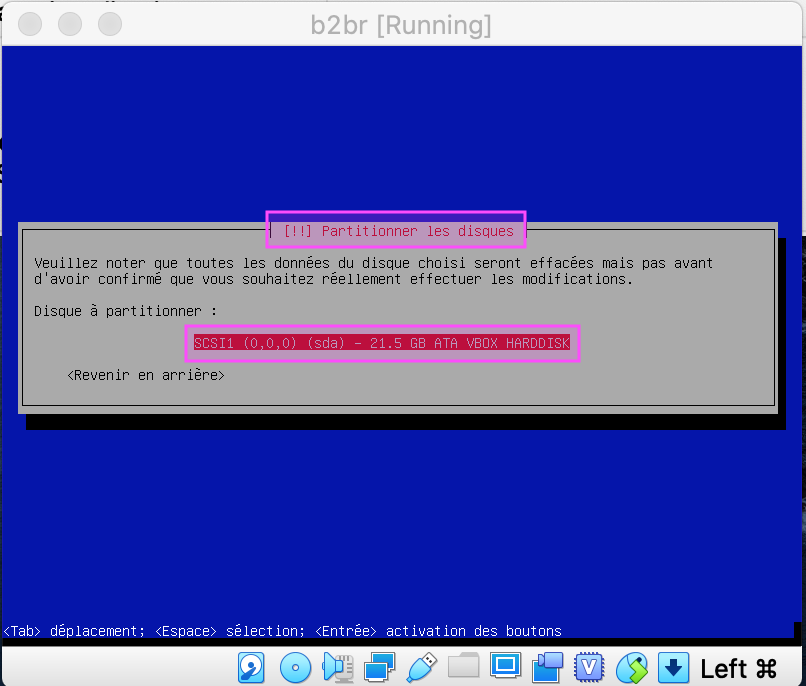 b2br [Running]
[!!] Partitionner les disques
Veuillez noter que toutes les données du disque choisi seront effacées mais pas avant
d'avoir confirmé que vous souhaitez réellement effectuer les modifications.
Disque à partitionner :
SCSI1 (0,0,0) (sda) - 21.5 GB ATA VBOX HARDDISK
<Revenir en arrière>
<Tab> déplacement; <Espace> sélection; <Entrée> activation des boutons
V
Left ⌘